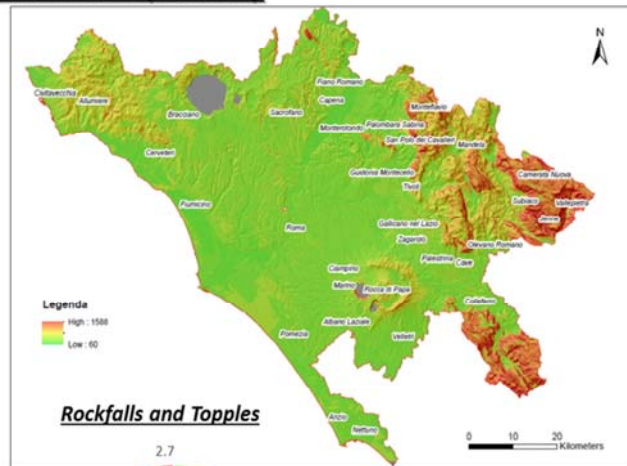 N
Civitavecchia
Allumiere
Bracciano
Cerveteri
Fiumicino
Sacrofano
Fiano Romano
Capena
Monterotondo
Monteflavio
Palombara Sabina
San Polo dei Cavalieri
Mandela
Guidonia Montecelio
Tivoli
Camerata Nuova
Subiaco
Vallepietra
Jenne
Roma
Gallicano nel Lazio
Zagarolo
Olevano Romano
Palestrina
Cave
Ciampino
Marino
Rocca di Papa
Colleferro
Albano Laziale
Velletri
Pomezia
Anzio
Nettuno
Legenda
High : 1588
Low : 60
Rockfalls and Topples
0 10 20
Kilometers
2.7